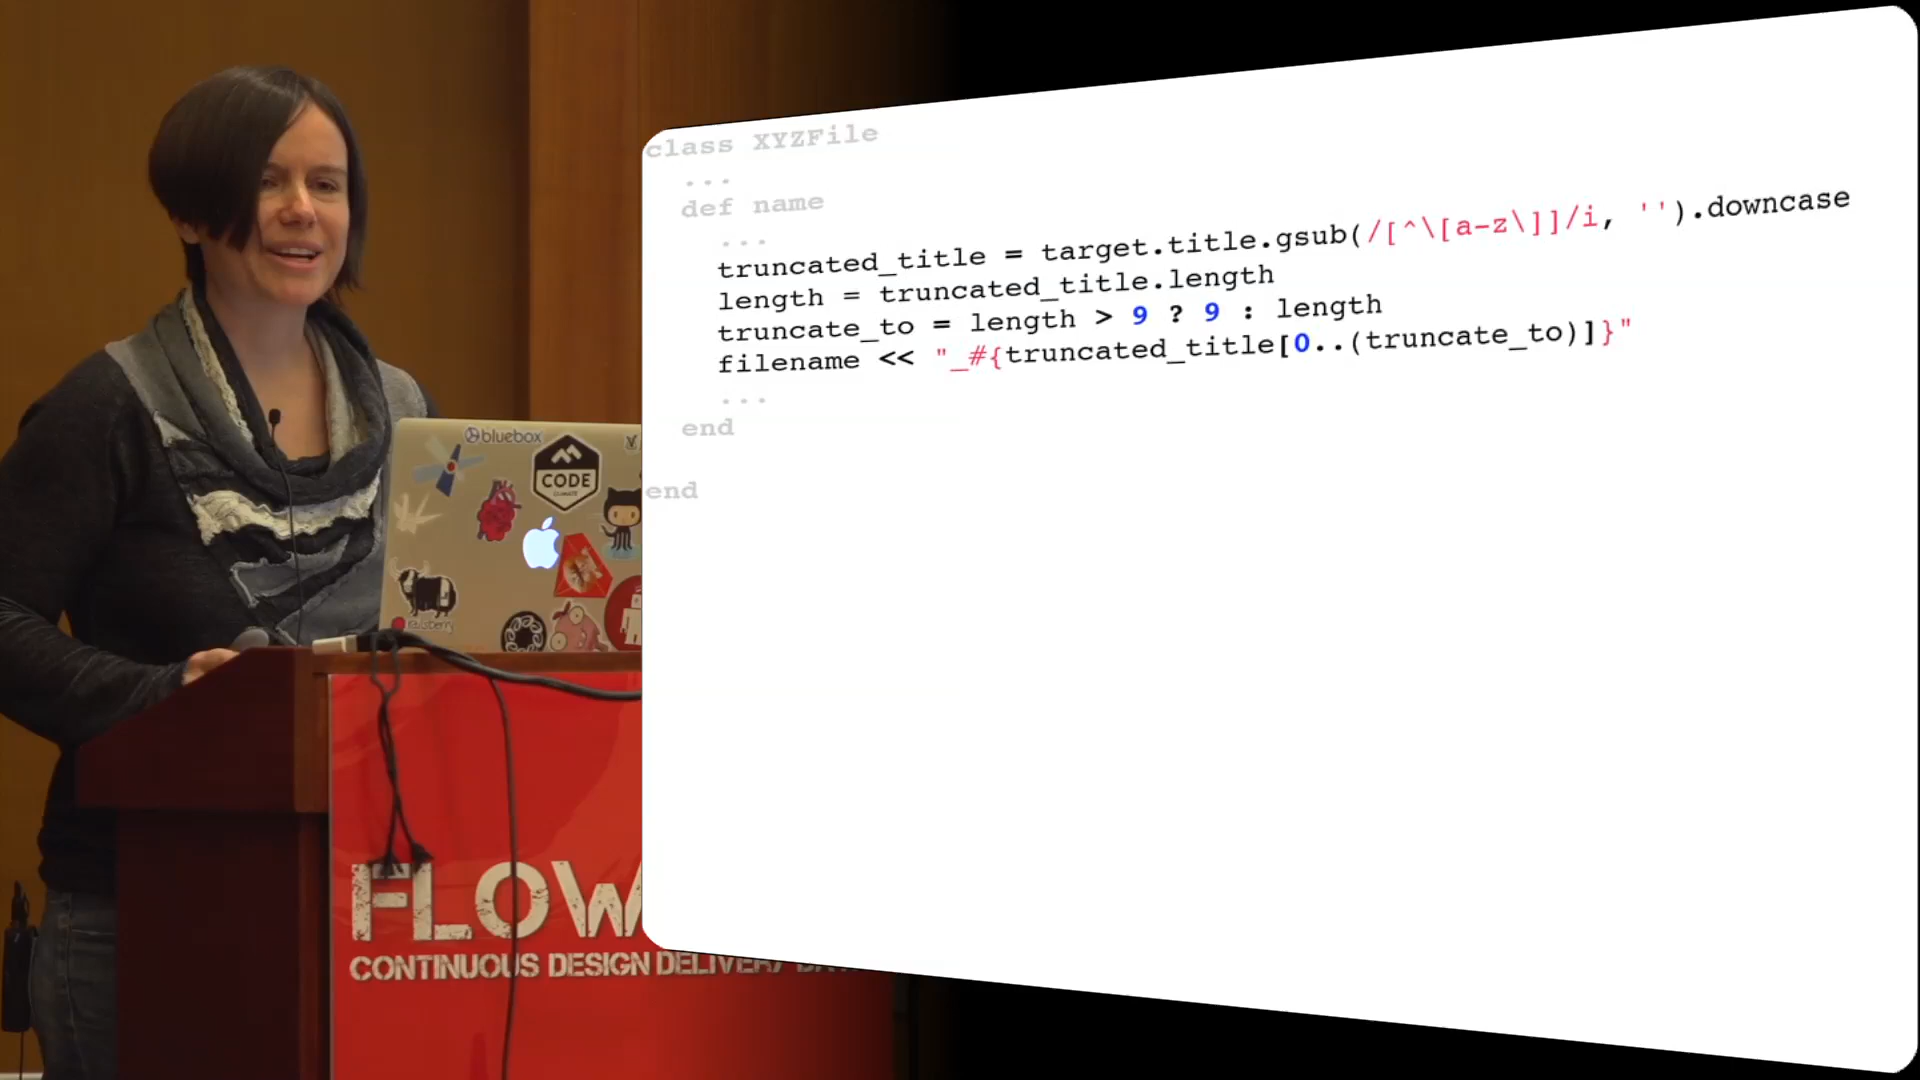 class XYZFile
...
def name
...
truncated_title = target.title.gsub(/[^\[a-z\]]/i, '').downcase
length = truncated_title.length
truncate_to = length > 9 ? 9 : length
filename << "_#{truncated_title[0..(truncate_to)]}"
...
end
end
bluebox
CODE
CLIMATE
FLOW
CONTINUOUS DESIGN DELIVERY